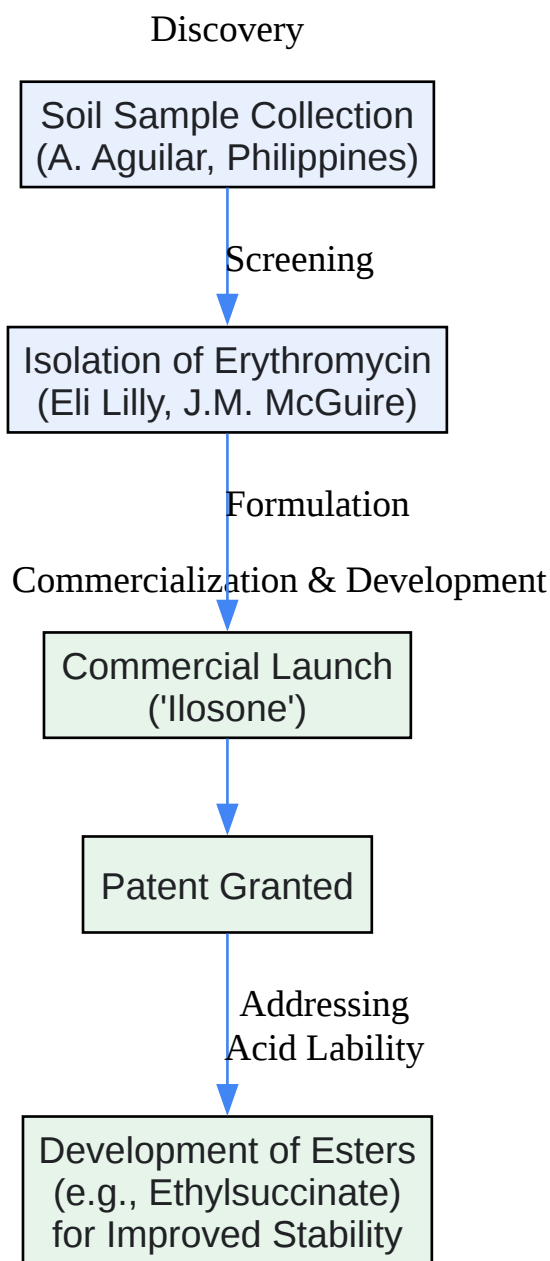 Discovery
Soil Sample Collection
(A. Aguilar, Philippines)
Screening
Isolation of Erythromycin
(Eli Lilly, J.M. McGuire)
Formulation
Commercialization & Development
Commercial Launch
('Ilosone')
Patent Granted
Addressing
Acid Lability
Development of Esters
(e.g., Ethylsuccinate)
for Improved Stability